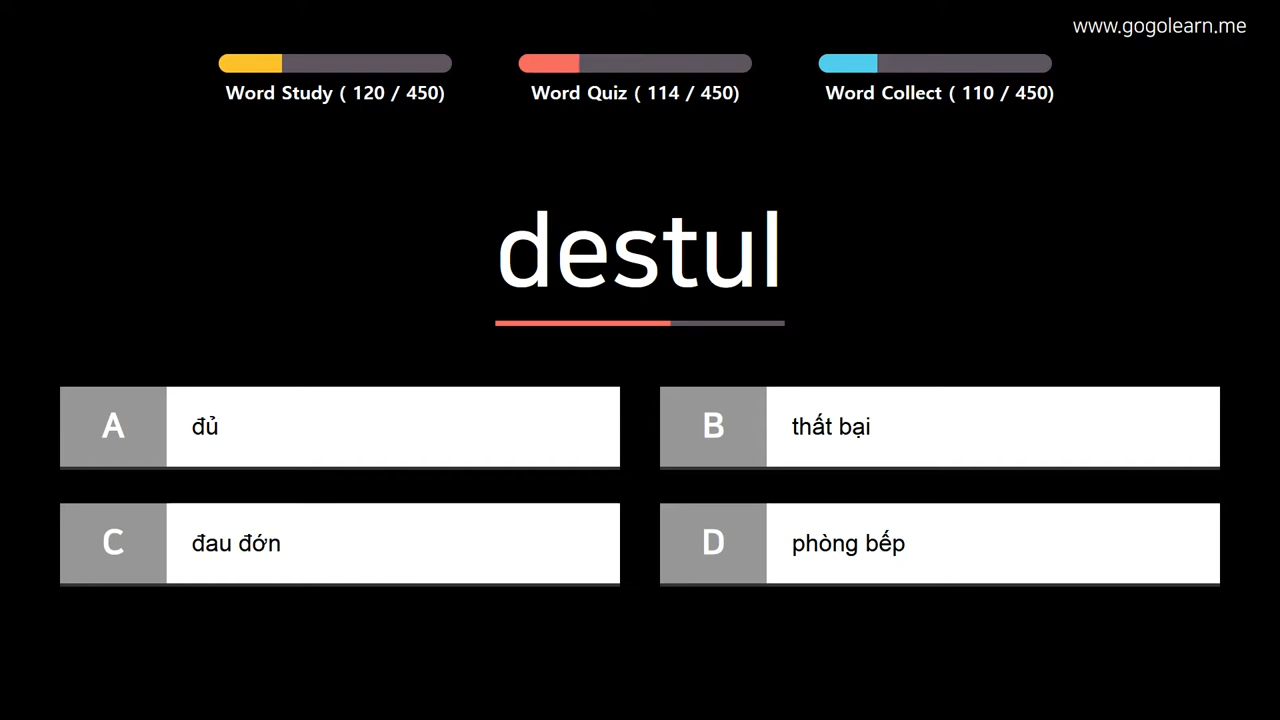 www.gogolearn.me
Word Study ( 120 / 450)
Word Quiz ( 114 / 450)
Word Collect ( 110 / 450)
destul
A đủ
B thất bại
C đau đớn
D phòng bếp